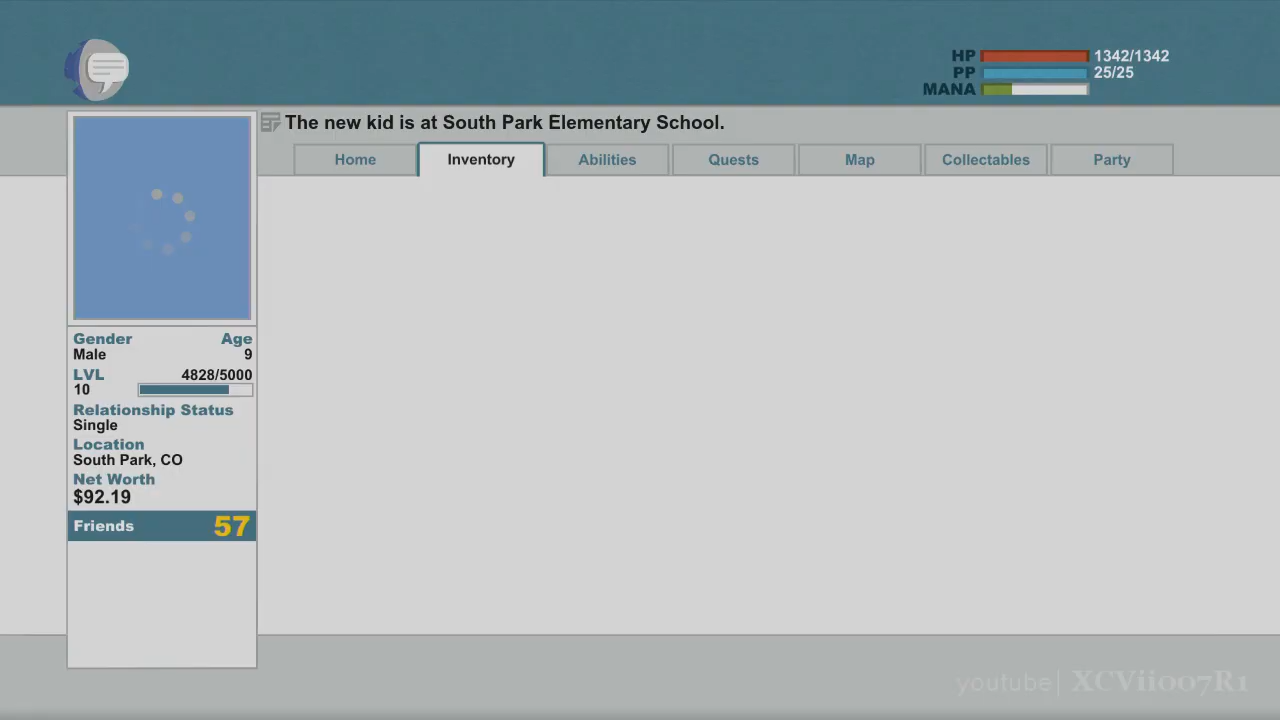 HP 1342/1342
PP 25/25
MANA
The new kid is at South Park Elementary School.
Home Inventory Abilities Quests Map Collectables Party
Gender Age
Male 9
LVL 4828/5000
10
Relationship Status
Single
Location
South Park, CO
Net Worth
$92.19
Friends 57
youtube| XCVii007R1